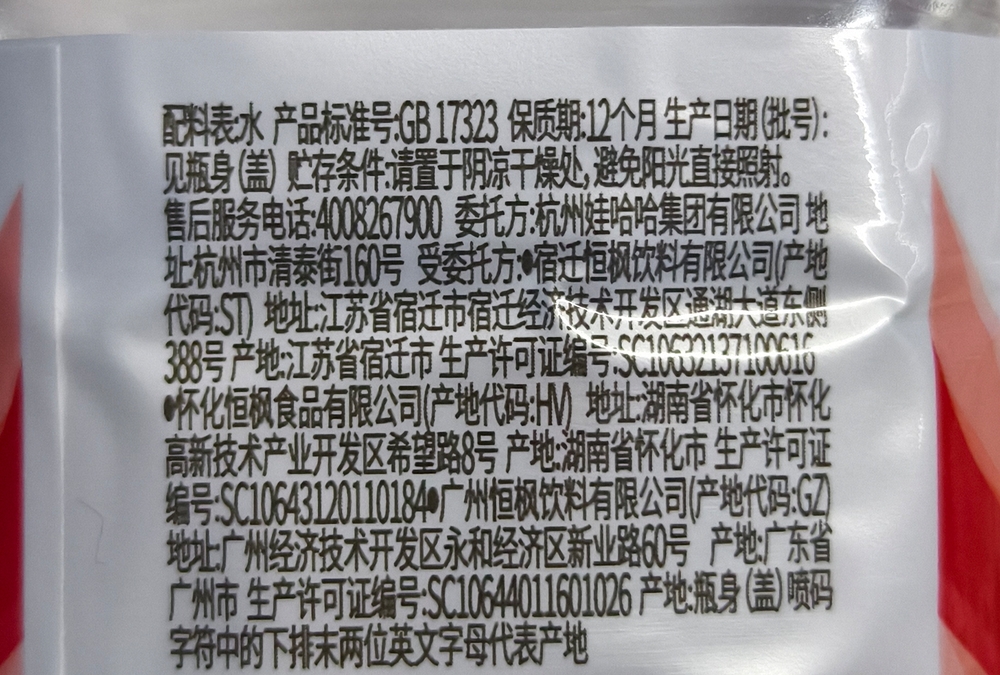 配料表:水 产品标准号:GB 17323 保质期:12个月 生产日期(批号):
见瓶身(盖) 贮存条件:请置于阴凉干燥处,避免阳光直接照射。
售后服务电话:4008267900 委托方:杭州娃哈哈集团有限公司 地
址:杭州市清泰街160号 受委托方:●宿迁恒枫饮料有限公司(产地
代码:ST) 地址:江苏省宿迁市宿迁经济技术开发区通湖大道东侧
388号 产地:江苏省宿迁市 生产许可证编号:SC10632137100616
●怀化恒枫食品有限公司(产地代码:HV) 地址:湖南省怀化市怀化
高新技术产业开发区希望路8号 产地:湖南省怀化市 生产许可证
编号:SC10643120110184●广州恒枫饮料有限公司(产地代码:GZ)
地址:广州经济技术开发区永和经济区新业路60号 产地:广东省
广州市 生产许可证编号:SC10644011601026 产地:瓶身(盖)喷码
字符中的下排末两位英文字母代表产地